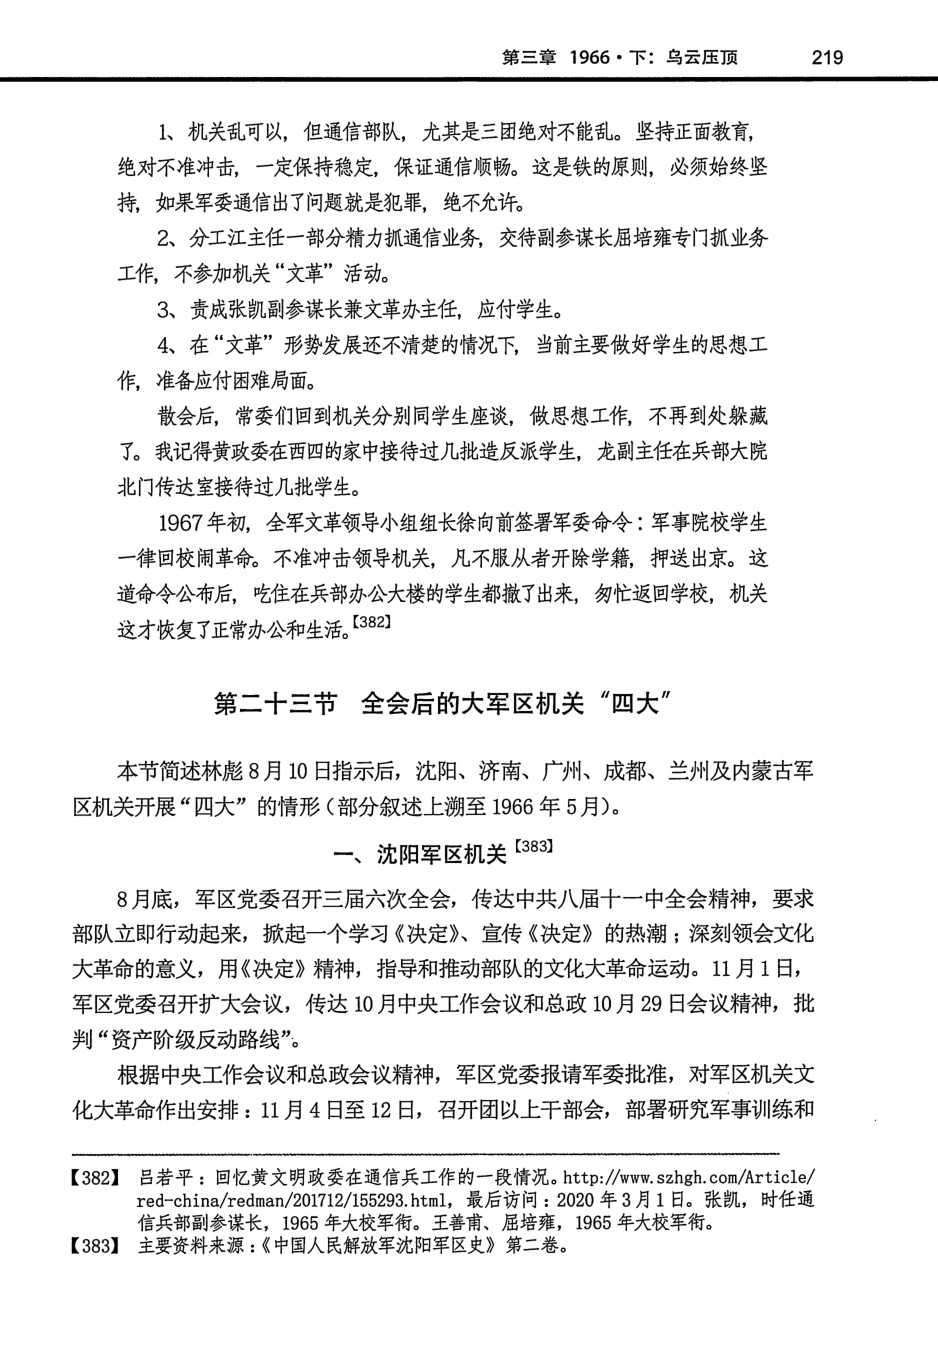 第三章 1966·下：乌云压顶 219
1、机关乱可以，但通信部队，尤其是三团绝对不能乱。坚持正面教育，
绝对不准冲击，一定保持稳定，保证通信顺畅。这是铁的原则，必须始终坚
持，如果军委通信出了问题就是犯罪，绝不允许。
2、分工江主任一部分精力抓通信业务，交待副参谋长屈培雍专门抓业务
工作，不参加机关“文革”活动。
3、责成张凯副参谋长兼文革办主任，应付学生。
4、在“文革”形势发展还不清楚的情况下，当前主要做好学生的思想工
作，准备应付困难局面。
散会后，常委们回到机关分别同学生座谈，做思想工作，不再到处躲藏
了。我记得黄政委在西四的家中接待过几批造反派学生，龙副主任在兵部大院
北门传达室接待过几批学生。
1967年初，全军文革领导小组组长徐向前签署军委命令：军事院校学生
一律回校闹革命。不准冲击领导机关，凡不服从者开除学籍，押送出京。这
道命令公布后，吃住在兵部办公大楼的学生都撤了出来，匆忙返回学校，机关
这才恢复了正常办公和生活。【382】
第二十三节 全会后的大军区机关“四大”
本节简述林彪8月10日指示后，沈阳、济南、广州、成都、兰州及内蒙古军
区机关开展“四大”的情形（部分叙述上溯至1966年5月）。
一、沈阳军区机关【383】
8月底，军区党委召开三届六次全会，传达中共八届十一中全会精神，要求
部队立即行动起来，掀起一个学习《决定》、宣传《决定》的热潮；深刻领会文化
大革命的意义，用《决定》精神，指导和推动部队的文化大革命运动。11月1日，
军区党委召开扩大会议，传达10月中央工作会议和总政10月29日会议精神，批
判“资产阶级反动路线”。
根据中央工作会议和总政会议精神，军区党委报请军委批准，对军区机关文
化大革命作出安排：11月4日至12日，召开团以上干部会，部署研究军事训练和
【382】 吕若平：回忆黄文明政委在通信兵工作的一段情况。http://www.szhgh.com/Article/
red-china/redman/201712/155293.html，最后访问：2020年3月1日。张凯，时任通
信兵部副参谋长，1965年大校军衔。王善甫、屈培雍，1965年大校军衔。
【383】 主要资料来源：《中国人民解放军沈阳军区史》第二卷。